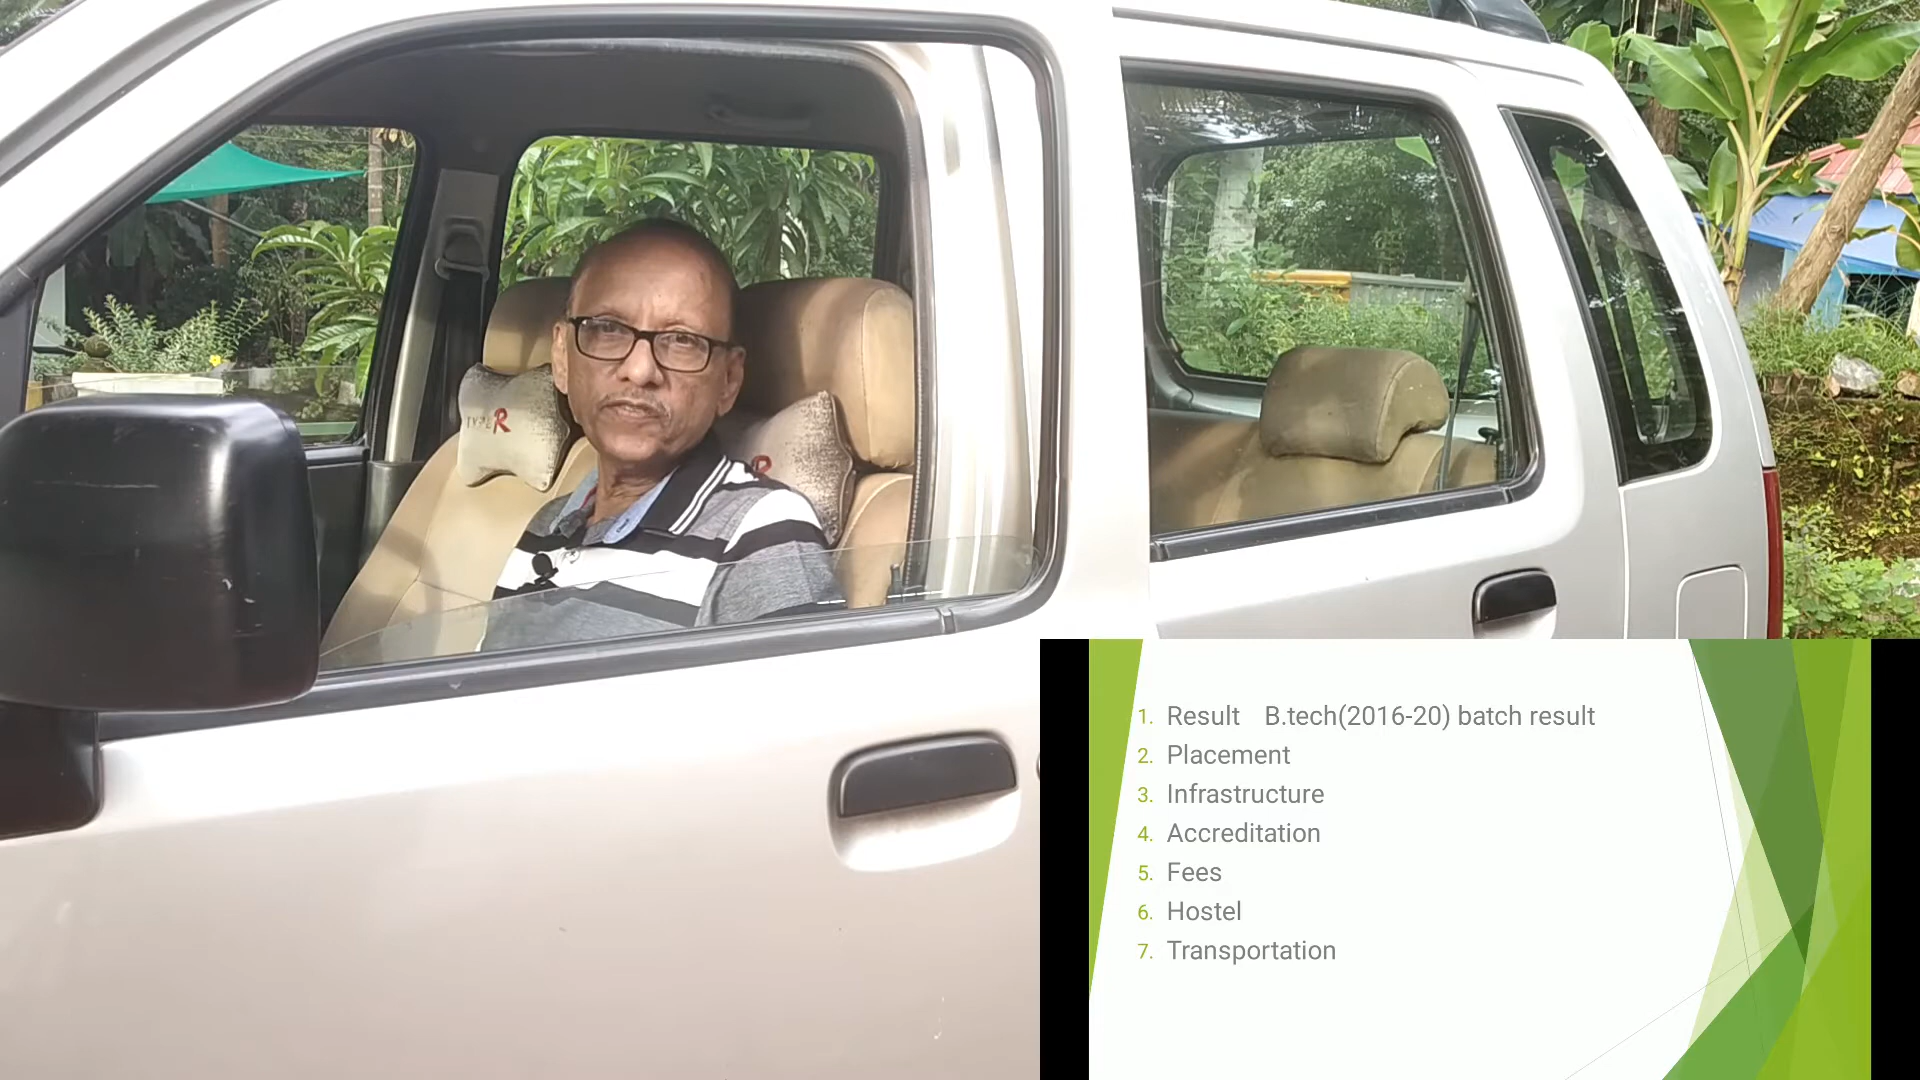 TYPE R
R
1. Result B.tech(2016-20) batch result
2. Placement
3. Infrastructure
4. Accreditation
5. Fees
6. Hostel
7. Transportation